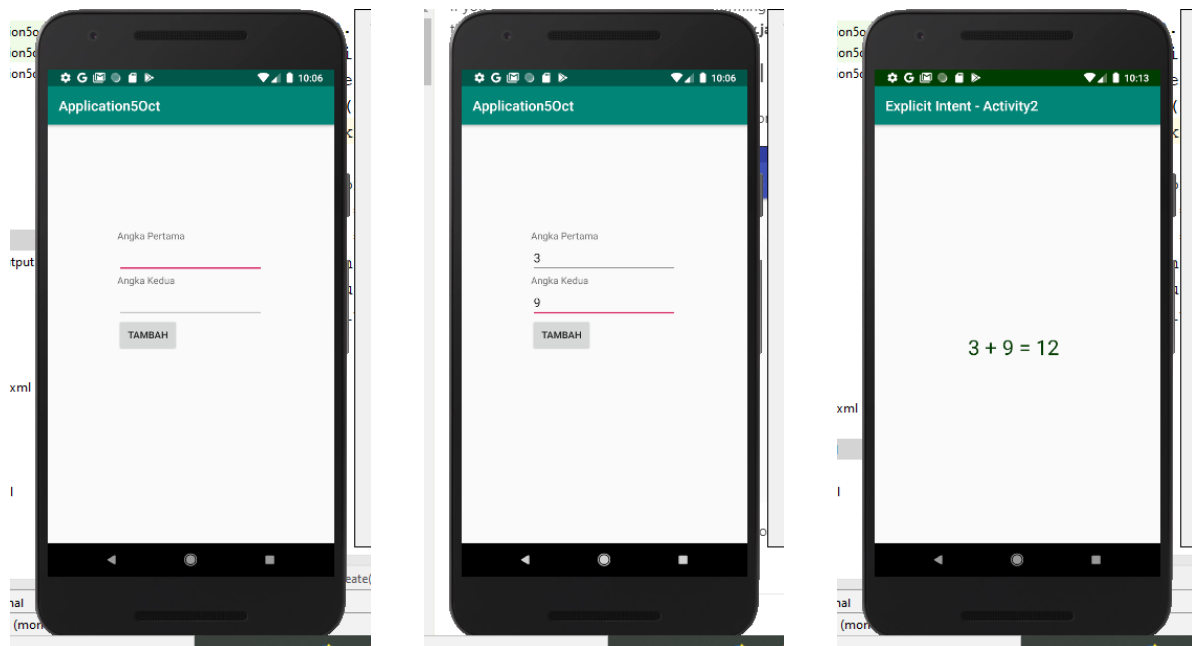 10:06
Application5Oct
Angka Pertama
Angka Kedua
TAMBAH
10:06
Application5Oct
Angka Pertama
3
Angka Kedua
9
TAMBAH
10:13
Explicit Intent - Activity2
3 + 9 = 12